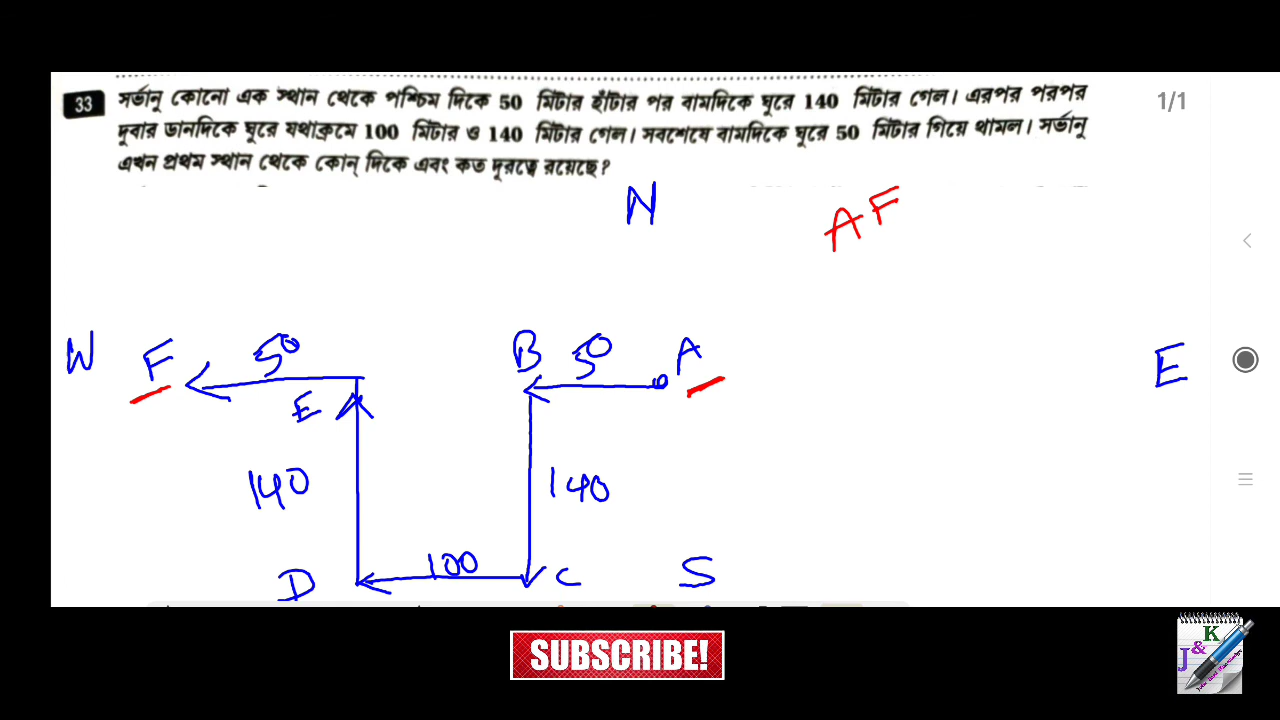 33 সর্ভানু কোনো এক স্থান থেকে পশ্চিম দিকে 50 মিটার হাঁটার পর বামদিকে ঘুরে 140 মিটার গেল। এরপর পরপর
দুবার ডানদিকে ঘুরে যথাক্রমে 100 মিটার ও 140 মিটার গেল। সবশেষে বামদিকে ঘুরে 50 মিটার গিয়ে থামল। সর্ভানু
এখন প্রথম স্থান থেকে কোন্ দিকে এবং কত দূরত্বে রয়েছে?
1/1
N
AF
W F 50 B 50 A E
E
140 140
D 100 C S
SUBSCRIBE!
J & K